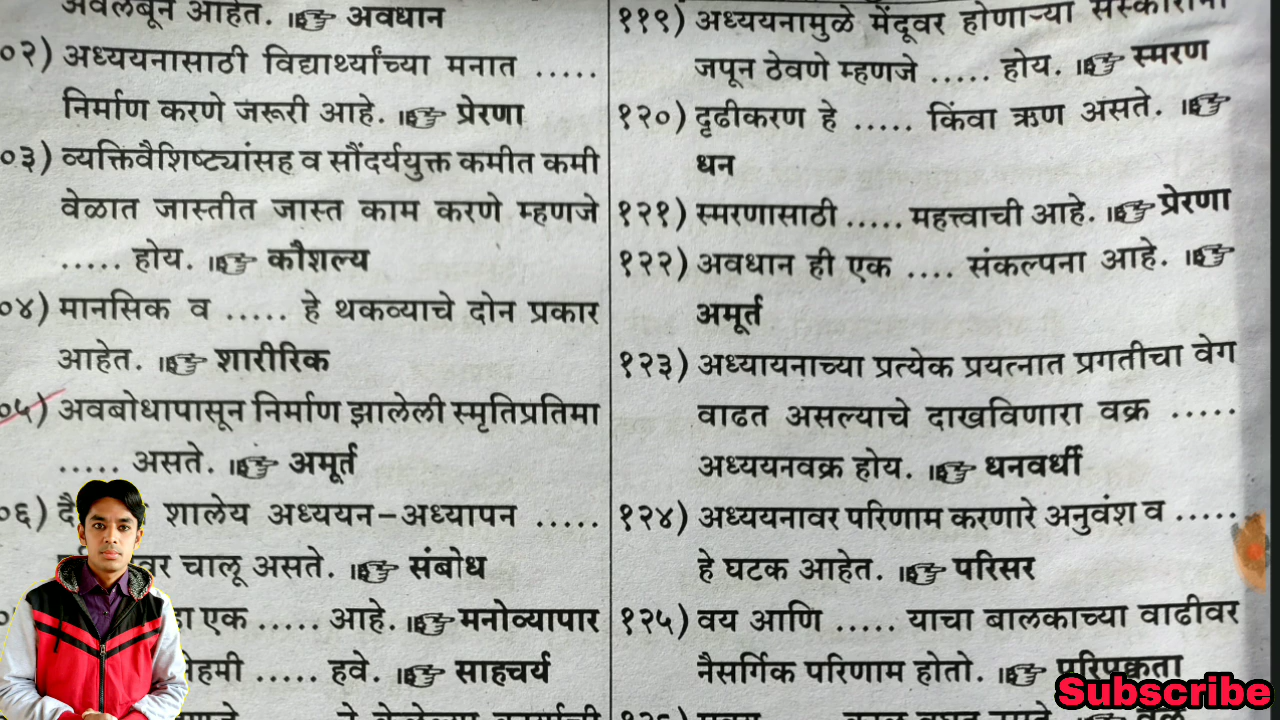 अवलंबून आहेत. ॥☞ अवधान
०२) अध्ययनासाठी विद्यार्थ्यांच्या मनात .....
निर्माण करणे जरूरी आहे. ॥☞ प्रेरणा
०३) व्यक्तिवैशिष्ट्यांसह व सौंदर्ययुक्त कमीत कमी
वेळात जास्तीत जास्त काम करणे म्हणजे
..... होय. ॥☞ कौशल्य
०४) मानसिक व ..... हे थकव्याचे दोन प्रकार
आहेत. ॥☞ शारीरिक
०५) अवबोधापासून निर्माण झालेली स्मृतिप्रतिमा
..... असते. ॥☞ अमूर्त
०६) शालेय अध्ययन-अध्यापन .....
चालू असते. ॥☞ संबोध
एक ..... आहे. ॥☞ मनोव्यापार
..... हवे. ॥☞ साहचर्य
११९) अध्ययनामुळे मेंदूवर होणाऱ्या
जपून ठेवणे म्हणजे ..... होय. ॥☞ स्मरण
१२०) दृढीकरण हे ..... किंवा ऋण असते. ॥☞
धन
१२१) स्मरणासाठी ..... महत्त्वाची आहे. ॥☞ प्रेरणा
१२२) अवधान ही एक .... संकल्पना आहे. ॥☞
अमूर्त
१२३) अध्यायनाच्या प्रत्येक प्रयत्नात प्रगतीचा वेग
वाढत असल्याचे दाखविणारा वक्र .....
अध्ययनवक्र होय. ॥☞ धनवर्धी
१२४) अध्ययनावर परिणाम करणारे अनुवंश व .....
हे घटक आहेत. ॥☞ परिसर
१२५) वय आणि ..... याचा बालकाच्या वाढीवर
नैसर्गिक परिणाम होतो. ॥☞ परिपक्वता
Subscribe